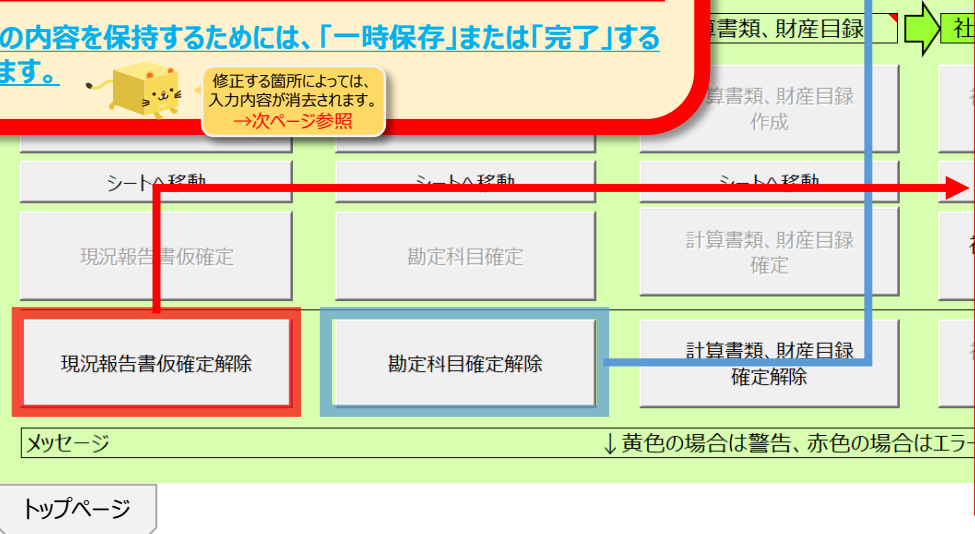 の内容を保持するためには、「一時保存」または「完了」する
ます。
修正する箇所によっては、
入力内容が消去されます。
→次ページ参照
算書類、財産目録
社
算書類、財産目録
作成
シートへ移動
シートへ移動
シートへ移動
現況報告書仮確定
勘定科目確定
計算書類、財産目録
確定
現況報告書仮確定解除
勘定科目確定解除
計算書類、財産目録
確定解除
メッセージ
↓黄色の場合は警告、赤色の場合はエラー
トップページ